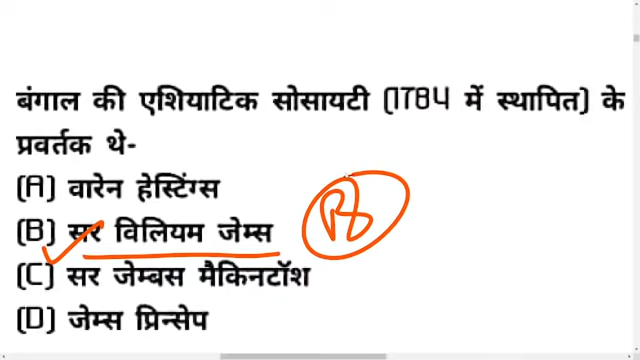 बंगाल की एशियाटिक सोसायटी (1784 में स्थापित) के
प्रवर्तक थे-
(A) वारेन हेस्टिंग्स
(B) सर विलियम जेम्स
(C) सर जेम्बस मैकिनटॉश
(D) जेम्स प्रिन्सेप
B